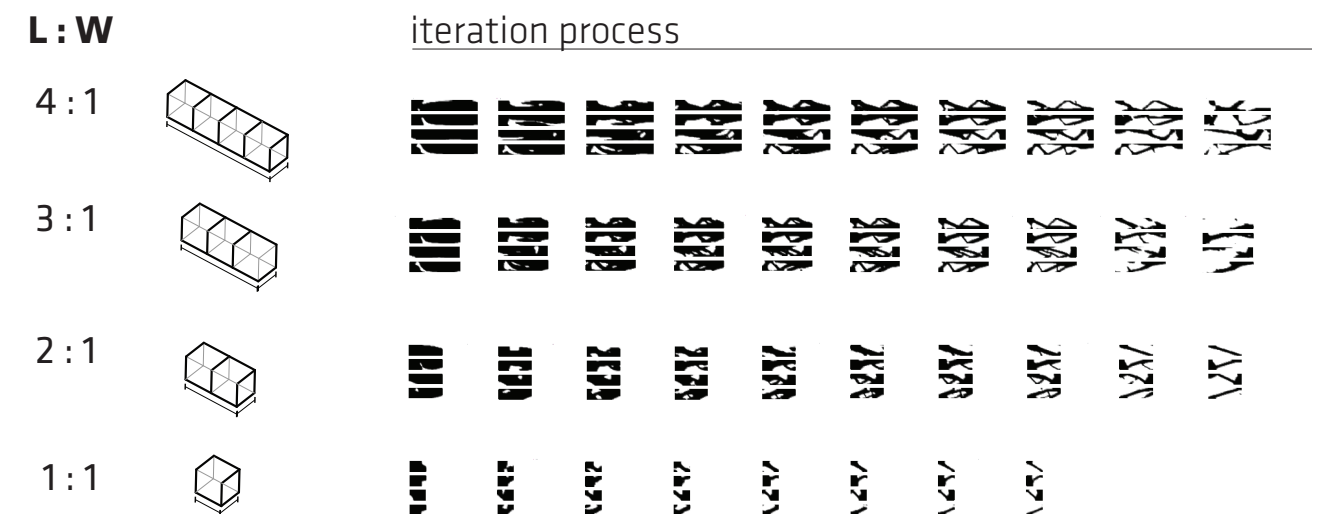 L : W
iteration process
4 : 1
3 : 1
2 : 1
1 : 1